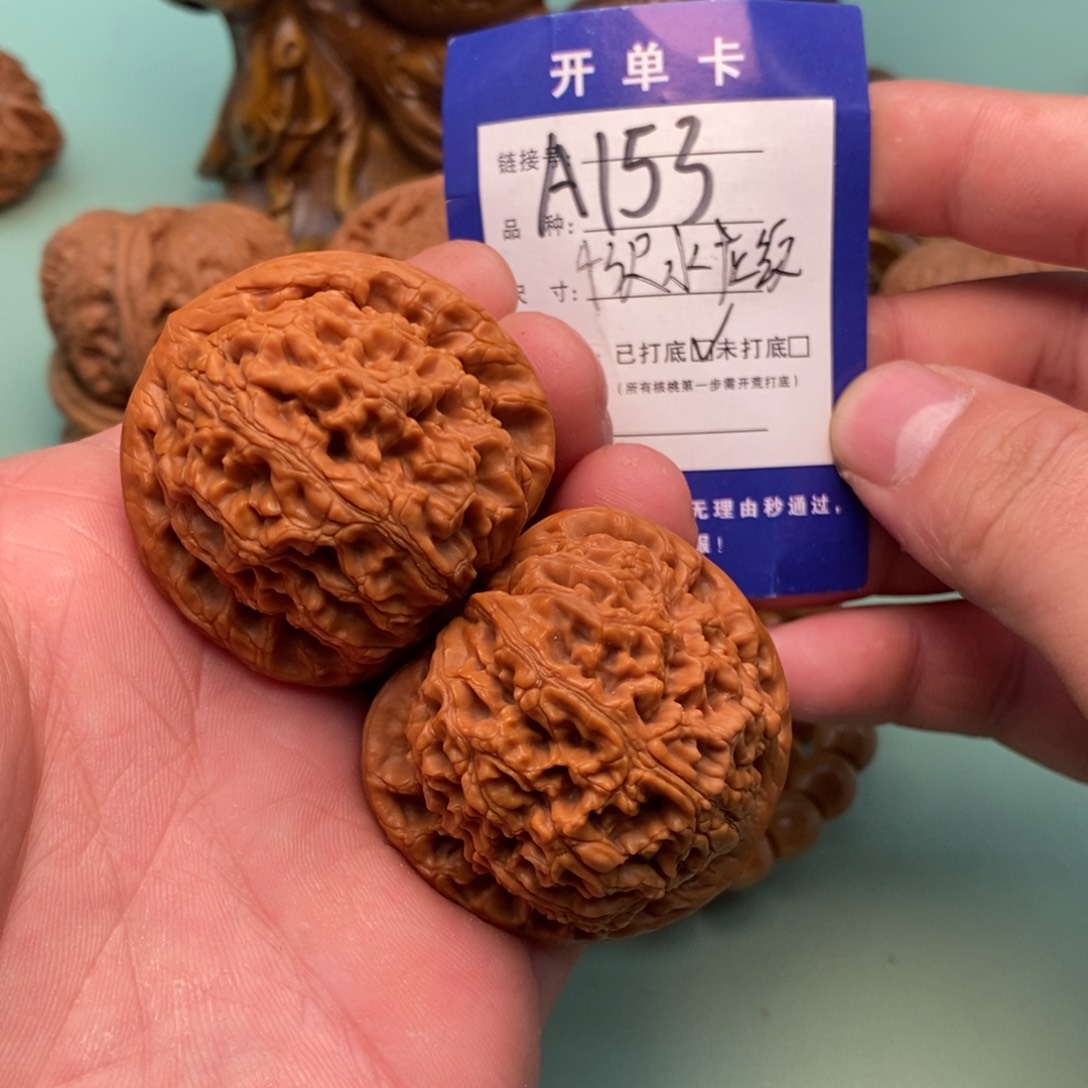 开单卡
链接号: A153
品 种:
尺 寸:
已打底☑未打底☐
(所有核桃第一步需开荒打底)
无理由秒通过,
!